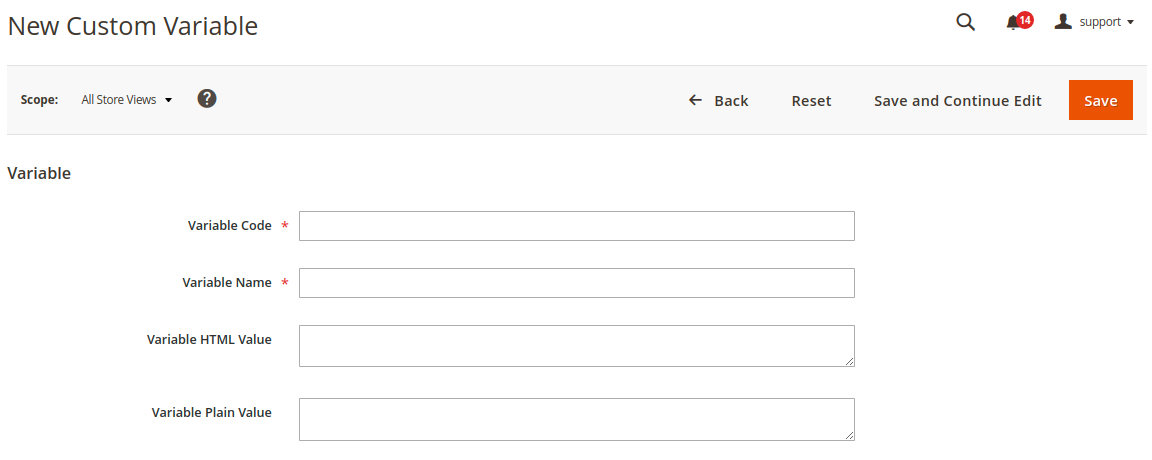 New Custom Variable
14
support
Scope: All Store Views ? Back Reset Save and Continue Edit Save
Variable
Variable Code *
Variable Name *
Variable HTML Value
Variable Plain Value